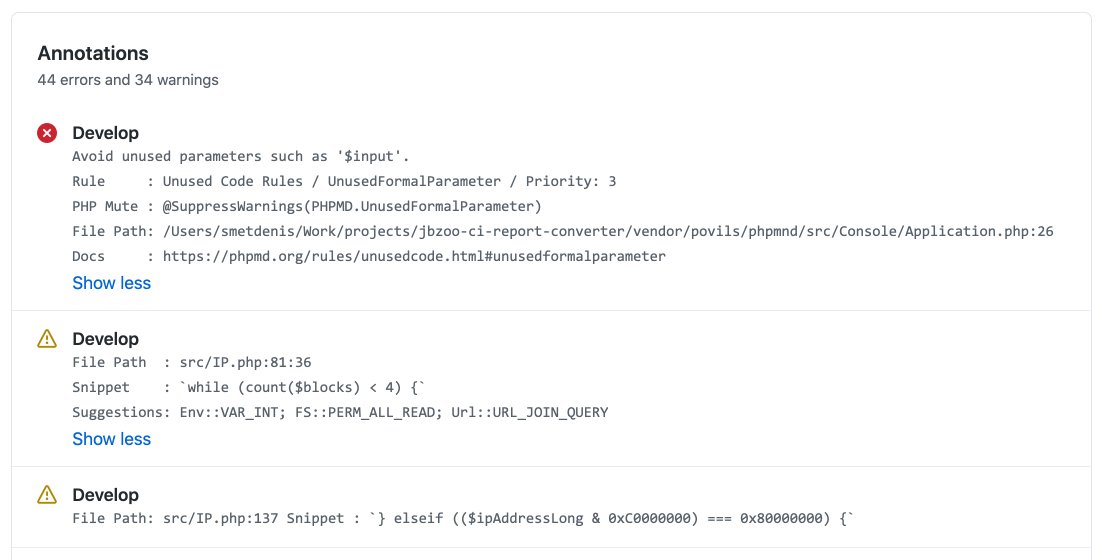 Annotations
44 errors and 34 warnings
Develop
Avoid unused parameters such as '$input'.
Rule     : Unused Code Rules / UnusedFormalParameter / Priority: 3
PHP Mute : @SuppressWarnings(PHPMD.UnusedFormalParameter)
File Path: /Users/smetdenis/Work/projects/jbzoo-ci-report-converter/vendor/povils/phpmnd/src/Console/Application.php:26
Docs     : https://phpmd.org/rules/unusedcode.html#unusedformalparameter
Show less
Develop
File Path  : src/IP.php:81:36
Snippet    : `while (count($blocks) < 4) {`
Suggestions: Env::VAR_INT; FS::PERM_ALL_READ; Url::URL_JOIN_QUERY
Show less
Develop
File Path: src/IP.php:137 Snippet : `} elseif (($ipAddressLong & 0xC0000000) === 0x80000000) {`